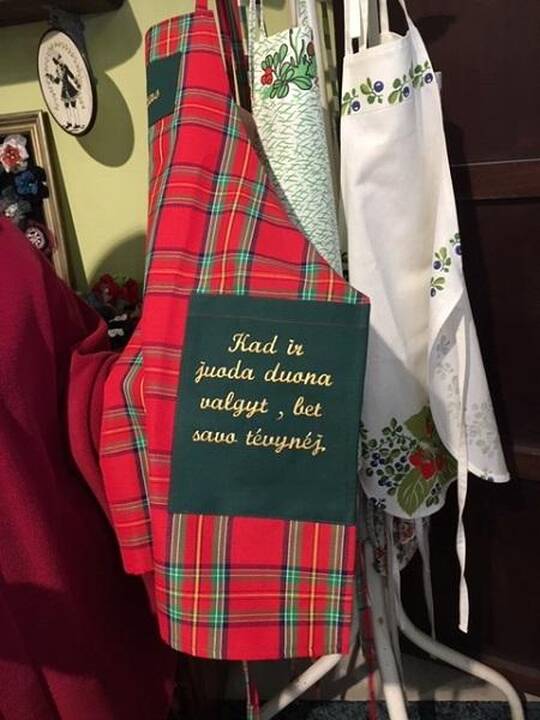 Kad ir
juoda duona
valgyt , bet
savo tėvynėj.